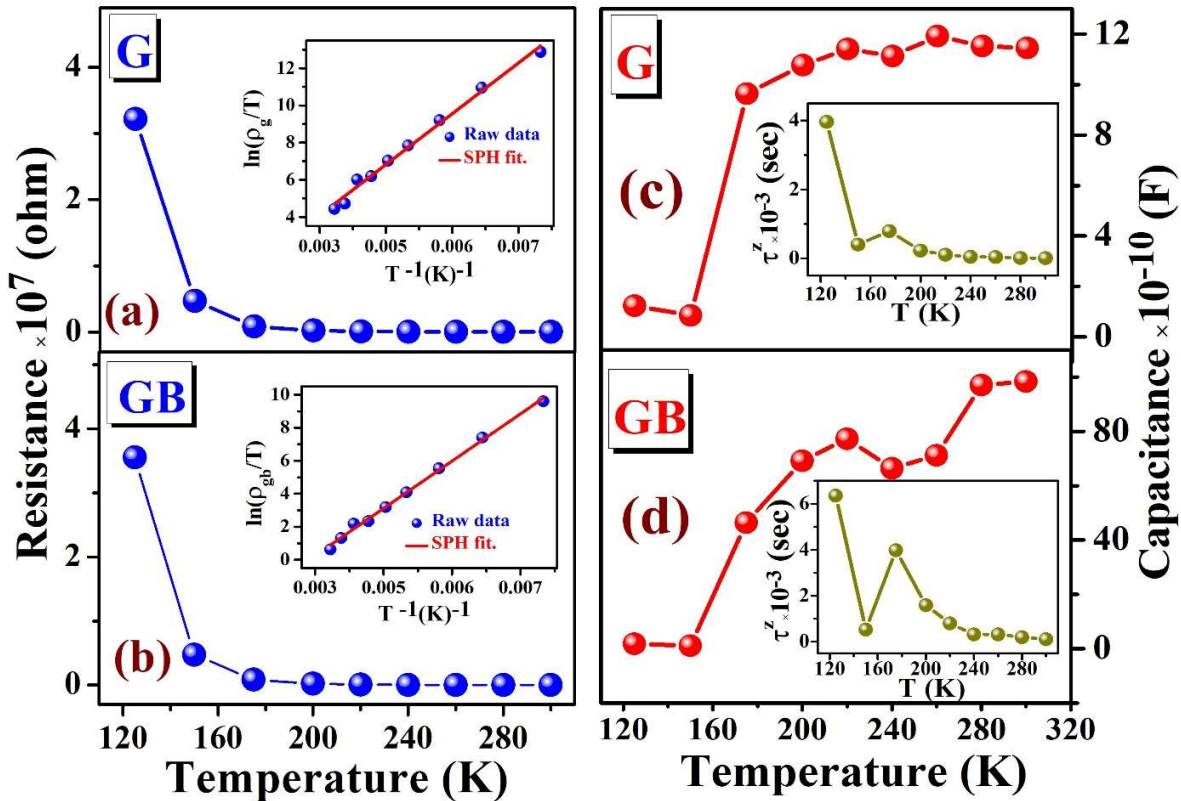 Resistance ×10⁷ (ohm)
G
4
2
0
(a)
ln(ρg/T)
12
10
8
6
4
Raw data
SPH fit.
0.003
0.005
0.006
0.007
T⁻¹(K)⁻¹
GB
4
2
0
(b)
ln(ρgb/T)
10
8
6
4
2
0
Raw data
SPH fit.
0.003
0.005
0.006
0.007
T⁻¹(K)⁻¹
120
160
200
240
280
Temperature (K)
G
(c)
τᶻ×10⁻³ (sec)
4
2
0
120
160
200
240
280
T (K)
12
8
4
0
Capacitance ×10⁻¹⁰ (F)
GB
(d)
τᶻ×10⁻³ (sec)
6
4
2
0
120
160
200
240
280
T (K)
80
40
0
120
160
200
240
280
320
Temperature (K)